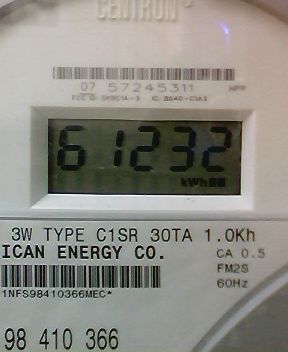 CENTRON®
07 57245311
61232
kWh
3W TYPE C1SR 30TA 1.0Kh
ICAN ENERGY CO.
CA 0.5
FM2S
1NFS98410366MEC*
60Hz
98 410 366